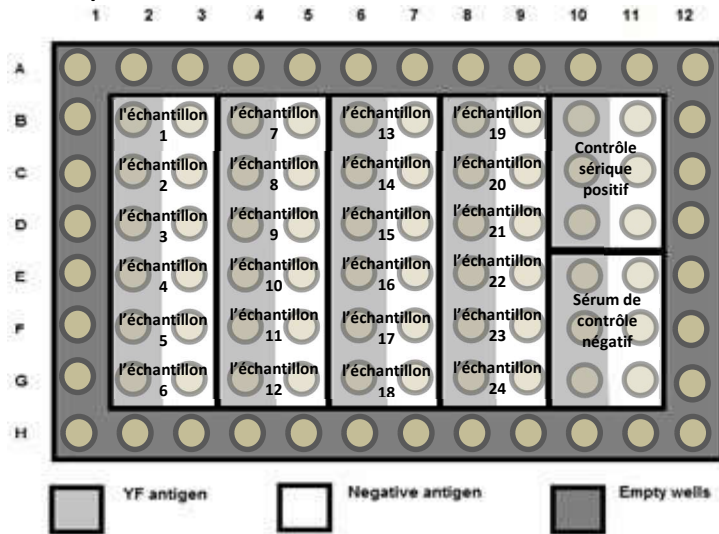 1 2 3 4 5 6 7 8 9 10 11 12
A
B
C
D
E
F
G
H
l'échantillon
1
l'échantillon
7
l'échantillon
13
l'échantillon
19
l'échantillon
2
l'échantillon
8
l'échantillon
14
l'échantillon
20
l'échantillon
3
l'échantillon
9
l'échantillon
15
l'échantillon
21
l'échantillon
4
l'échantillon
10
l'échantillon
16
l'échantillon
22
l'échantillon
5
l'échantillon
11
l'échantillon
17
l'échantillon
23
l'échantillon
6
l'échantillon
12
l'échantillon
18
l'échantillon
24
Contrôle
sérique
positif
Sérum de
contrôle
négatif
YF antigen
Negative antigen
Empty wells